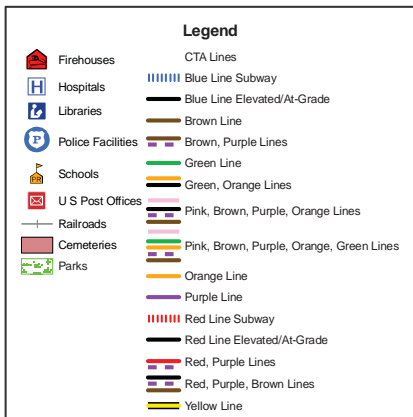 Legend
Firehouses
Hospitals
H
Libraries
Police Facilities
P
Schools
PR
U S Post Offices
Railroads
Cemeteries
Parks
CTA Lines
Blue Line Subway
Blue Line Elevated/At-Grade
Brown Line
Brown, Purple Lines
Green Line
Green, Orange Lines
Pink, Brown, Purple, Orange Lines
Pink, Brown, Purple, Orange, Green Lines
Orange Line
Purple Line
Red Line Subway
Red Line Elevated/At-Grade
Red, Purple Lines
Red, Purple, Brown Lines
Yellow Line